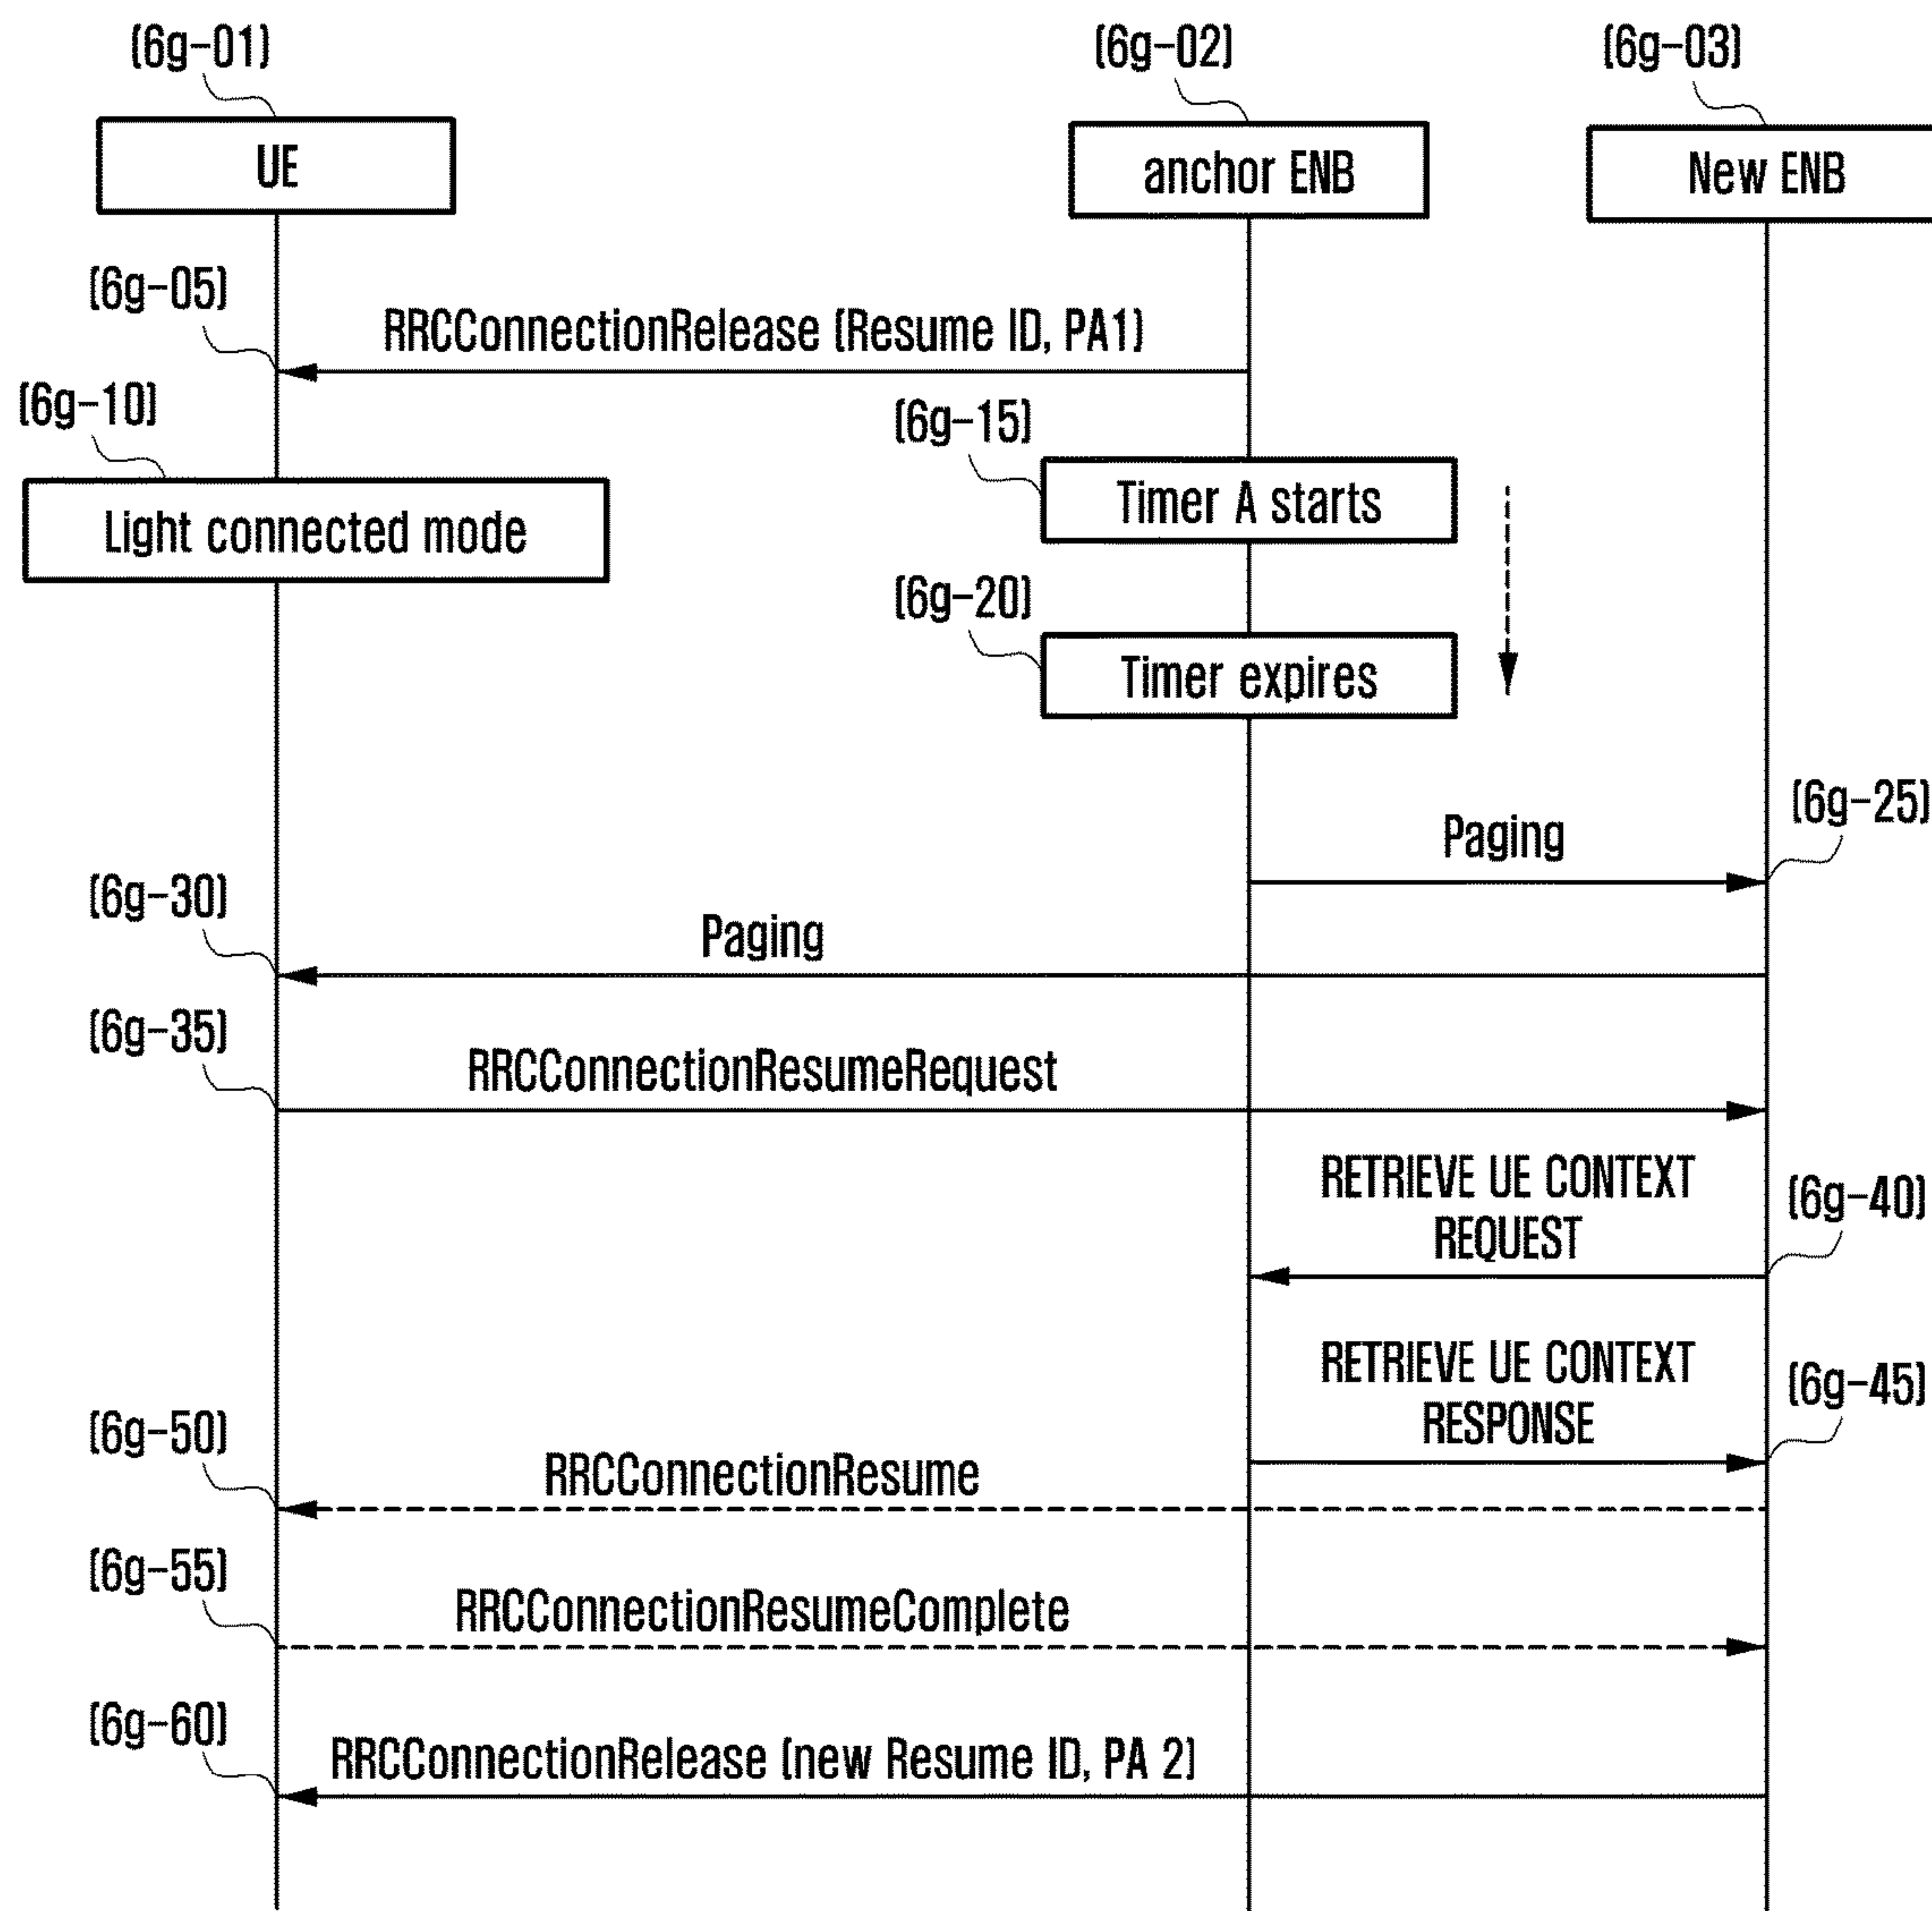 (6g-01)
(6g-02)
(6g-03)
UE
anchor ENB
New ENB
(6g-05)
RRCConnectionRelease (Resume ID, PA1)
(6g-10)
(6g-15)
Light connected mode
Timer A starts
(6g-20)
Timer expires
(6g-25)
Paging
(6g-30)
Paging
(6g-35)
RRCConnectionResumeRequest
RETRIEVE UE CONTEXT
REQUEST
(6g-40)
RETRIEVE UE CONTEXT
RESPONSE
(6g-45)
(6g-50)
RRCConnectionResume
(6g-55)
RRCConnectionResumeComplete
(6g-60)
RRCConnectionRelease (new Resume ID, PA 2)